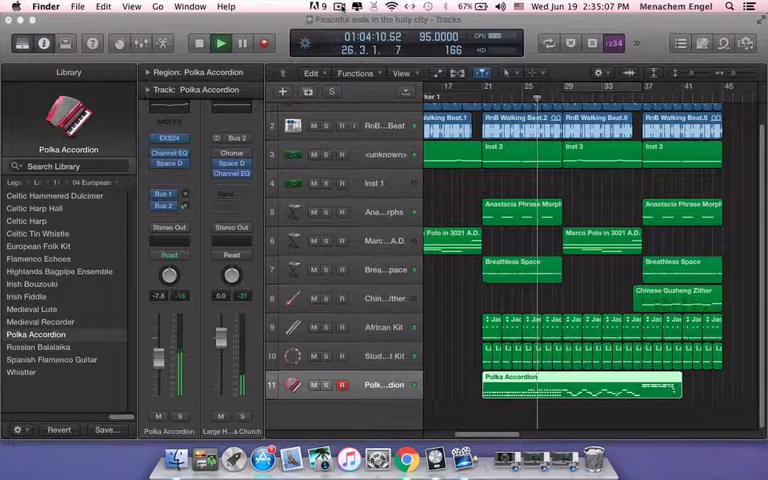 Finder File Edit View Go Window Help 9 67% Wed Jun 19 2:35:07 PM Menachem Engel
Peaceful walk in the holy city - Tracks
01:04:10.52 95.0000 CPU
26. 3. 1. 7 166 HD
1234
Library
Region: Polka Accordion
Edit Functions View
17 21 25 29 33 37 41 45
Track: Polka Accordion
Polka Accordion
Search Library
04 European
Celtic Hammered Dulcimer
Celtic Harp Hall
Celtic Harp
Celtic Tin Whistle
European Folk Kit
Flamenco Echoes
Highlands Bagpipe Ensemble
Irish Bouzouki
Irish Fiddle
Medieval Lute
Medieval Recorder
Polka Accordion
Russian Balalaika
Spanish Flamenco Guitar
Whistler
Revert Save...
EXS24 Bus 2
Channel EQ Chorus
Space D Space D
Channel EQ
Bus 1
Bus 2
Stereo Out Stereo Out
Read Read
-7.8 -16 0.0 -31
M S M S
Polka Accordion Large H...a Church
S
rker 1
2 M S R I RnB...Beat RnB Walking Beat.1 RnB Walking Beat.2 RnB Walking Beat.6 RnB Walking Beat.8
3 M S R <unknown> Inst 3 Inst 3 Inst 3
4 M S R Inst 1
5 M S R Ana...rphs Anastacia Phrase Morph Anastacia Phrase Morph
6 M S R Marc...A.D. rco Polo in 3021 A.D. Marco Polo in 3021 A.D.
7 M S R Brea...pace Breathless Space Breathless Space
8 M S R Chin...ither Chinese Guzheng Zither
9 M S R African Kit
10 M S R Stud...t Kit
11 M S R Polk...dion Polka Accordion